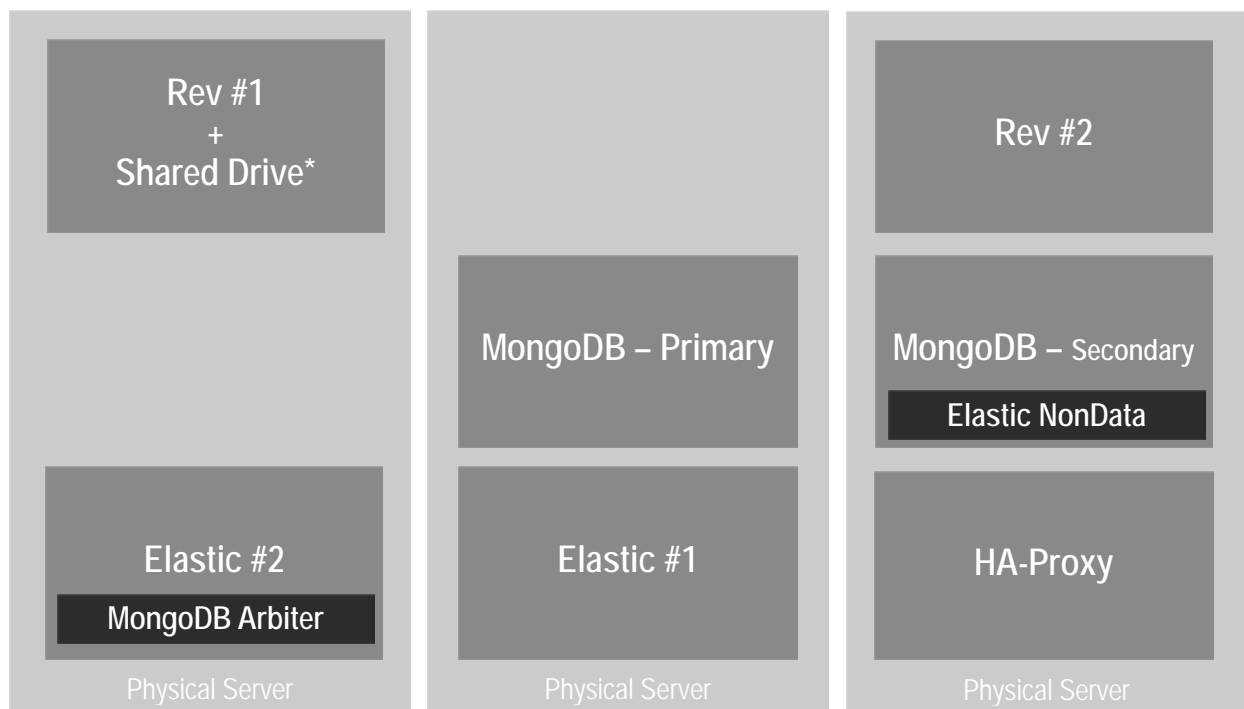 Rev #1
+
Shared Drive*
Elastic #2
MongoDB Arbiter
Physical Server
MongoDB – Primary
Elastic #1
Physical Server
Rev #2
MongoDB – Secondary
Elastic NonData
HA-Proxy
Physical Server